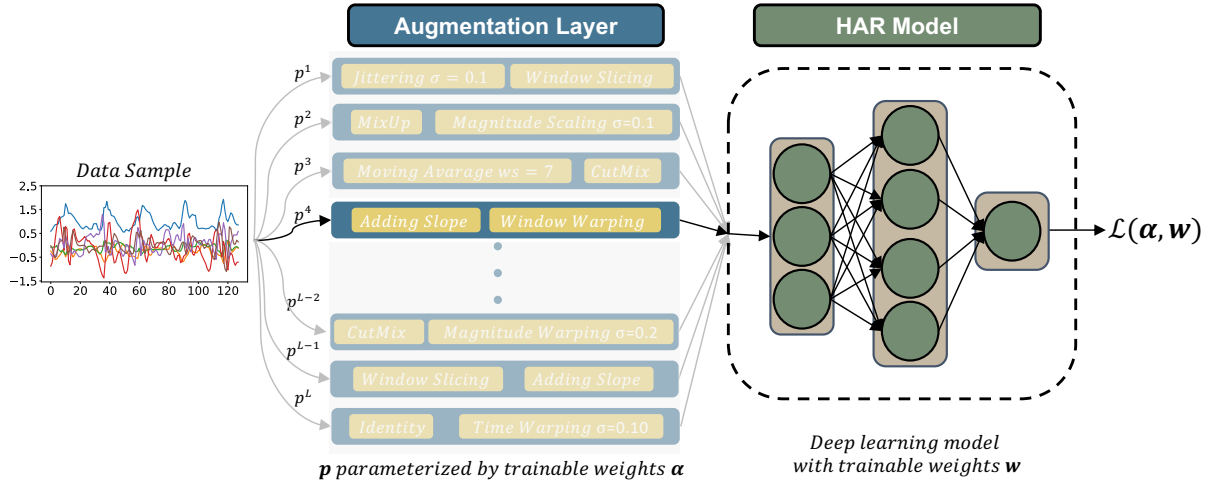 Augmentation Layer
HAR Model
p¹
Jittering σ = 0.1 Window Slicing
p²
MixUp Magnitude Scaling σ=0.1
p³
Moving Avarage ws = 7 CutMix
Data Sample
2.5
1.5
0.5
−0.5
−1.5
0 20 40 60 80 100 120
p⁴
Adding Slope Window Warping
ℒ(α, w)
p^{L−2}
CutMix Magnitude Warping σ=0.2
p^{L−1}
Window Slicing Adding Slope
p^L
Identity Time Warping σ=0.10
p parameterized by trainable weights α
Deep learning model
with trainable weights w